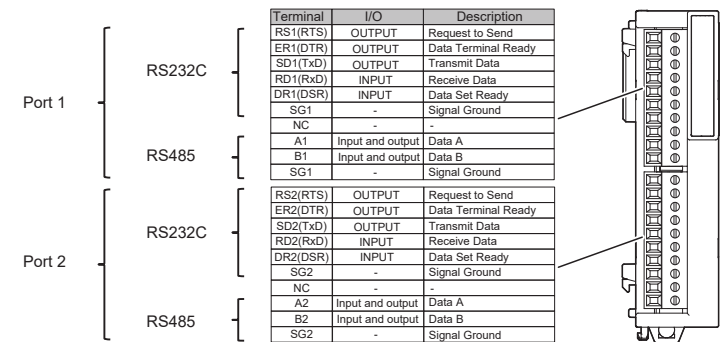 Terminal I/O Description
RS1(RTS) OUTPUT Request to Send
ER1(DTR) OUTPUT Data Terminal Ready
SD1(TxD) OUTPUT Transmit Data
RD1(RxD) INPUT Receive Data
DR1(DSR) INPUT Data Set Ready
SG1 - Signal Ground
NC - -
A1 Input and output Data A
B1 Input and output Data B
SG1 - Signal Ground
Port 1
RS232C
RS485
RS2(RTS) OUTPUT Request to Send
ER2(DTR) OUTPUT Data Terminal Ready
SD2(TxD) OUTPUT Transmit Data
RD2(RxD) INPUT Receive Data
DR2(DSR) INPUT Data Set Ready
SG2 - Signal Ground
NC - -
A2 Input and output Data A
B2 Input and output Data B
SG2 - Signal Ground
Port 2
RS232C
RS485